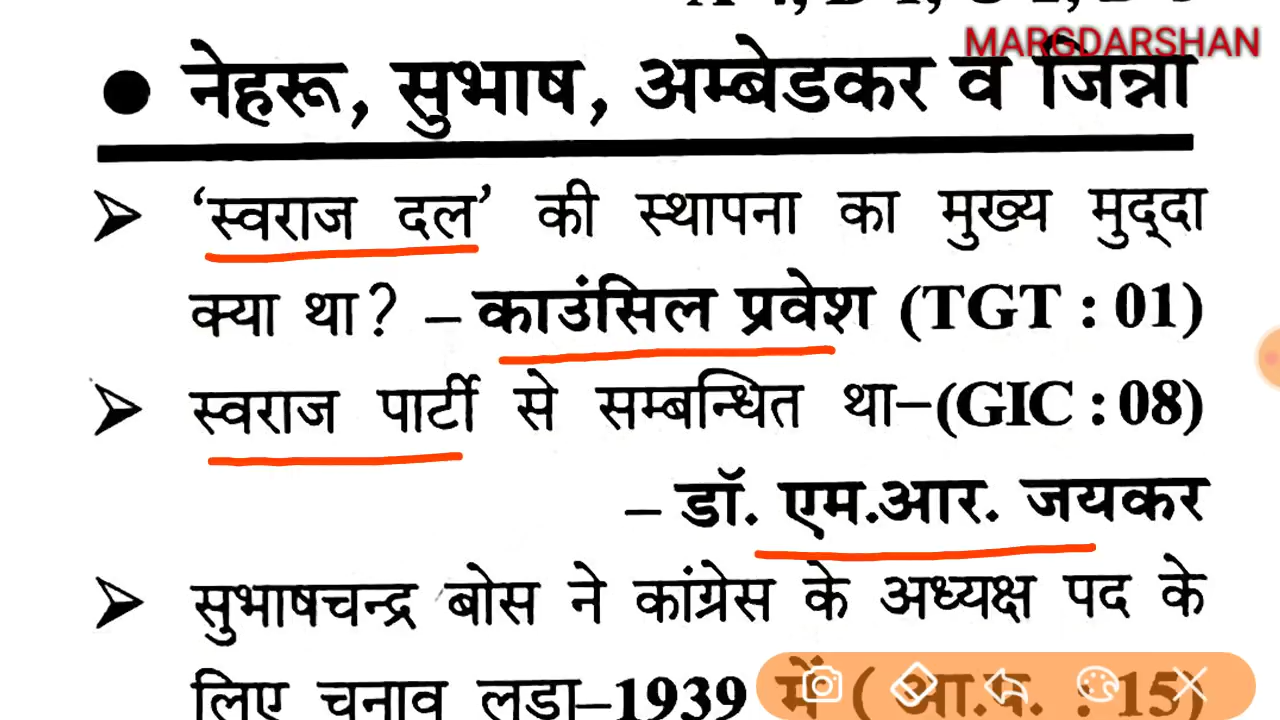 MARGDARSHAN
● नेहरू, सुभाष, अम्बेडकर व जिन्ना
➢ ‘स्वराज दल’ की स्थापना का मुख्य मुद्दा
क्या था? – काउंसिल प्रवेश (TGT : 01)
➢ स्वराज पार्टी से सम्बन्धित था–(GIC : 08)
– डॉ. एम.आर. जयकर
➢ सुभाषचन्द्र बोस ने कांग्रेस के अध्यक्ष पद के
लिए चुनाव लड़ा–1939 में ( आ.प. : 15)